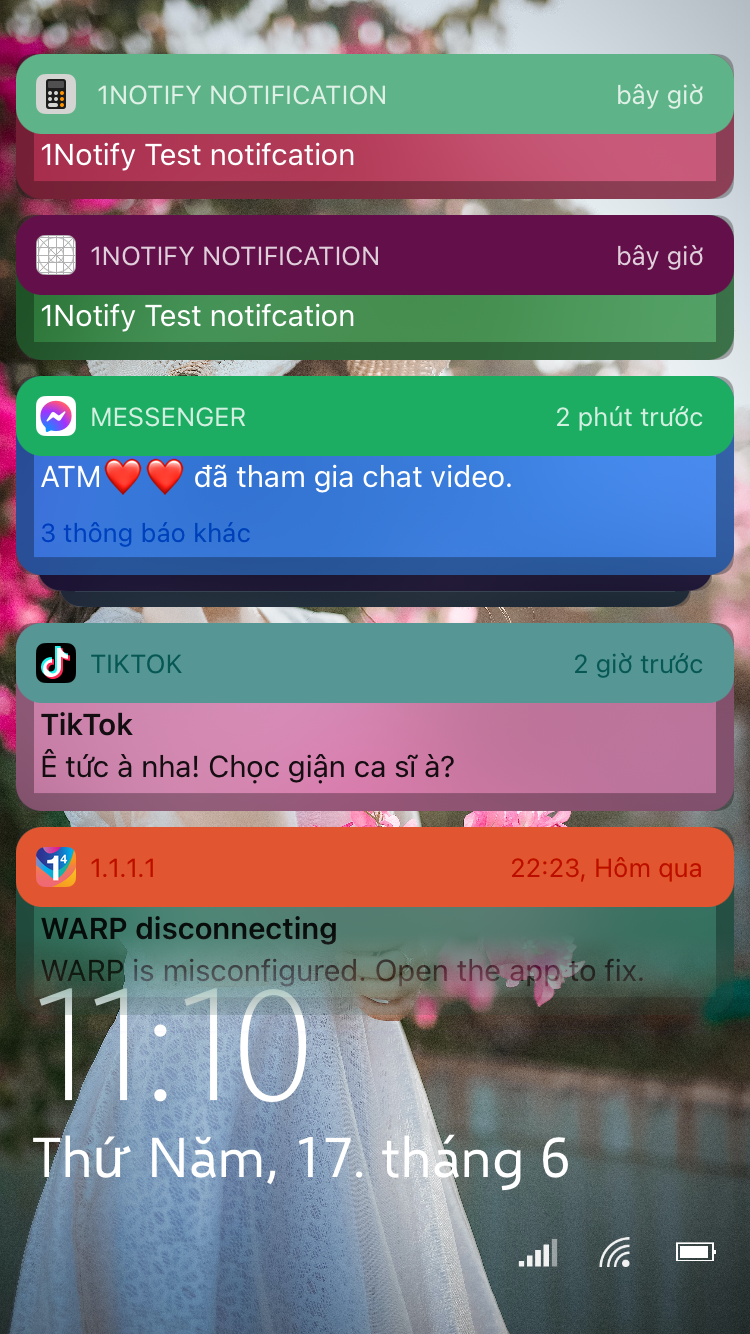 1NOTIFY NOTIFICATION bây giờ
1Notify Test notifcation
1NOTIFY NOTIFICATION bây giờ
1Notify Test notifcation
MESSENGER 2 phút trước
ATM❤️❤️ đã tham gia chat video.
3 thông báo khác
TIKTOK 2 giờ trước
TikTok
Ê tức à nha! Chọc giận ca sĩ à?
1⁴ 1.1.1.1 22:23, Hôm qua
WARP disconnecting
WARP is misconfigured. Open the app to fix.
11:10
Thứ Năm, 17. tháng 6